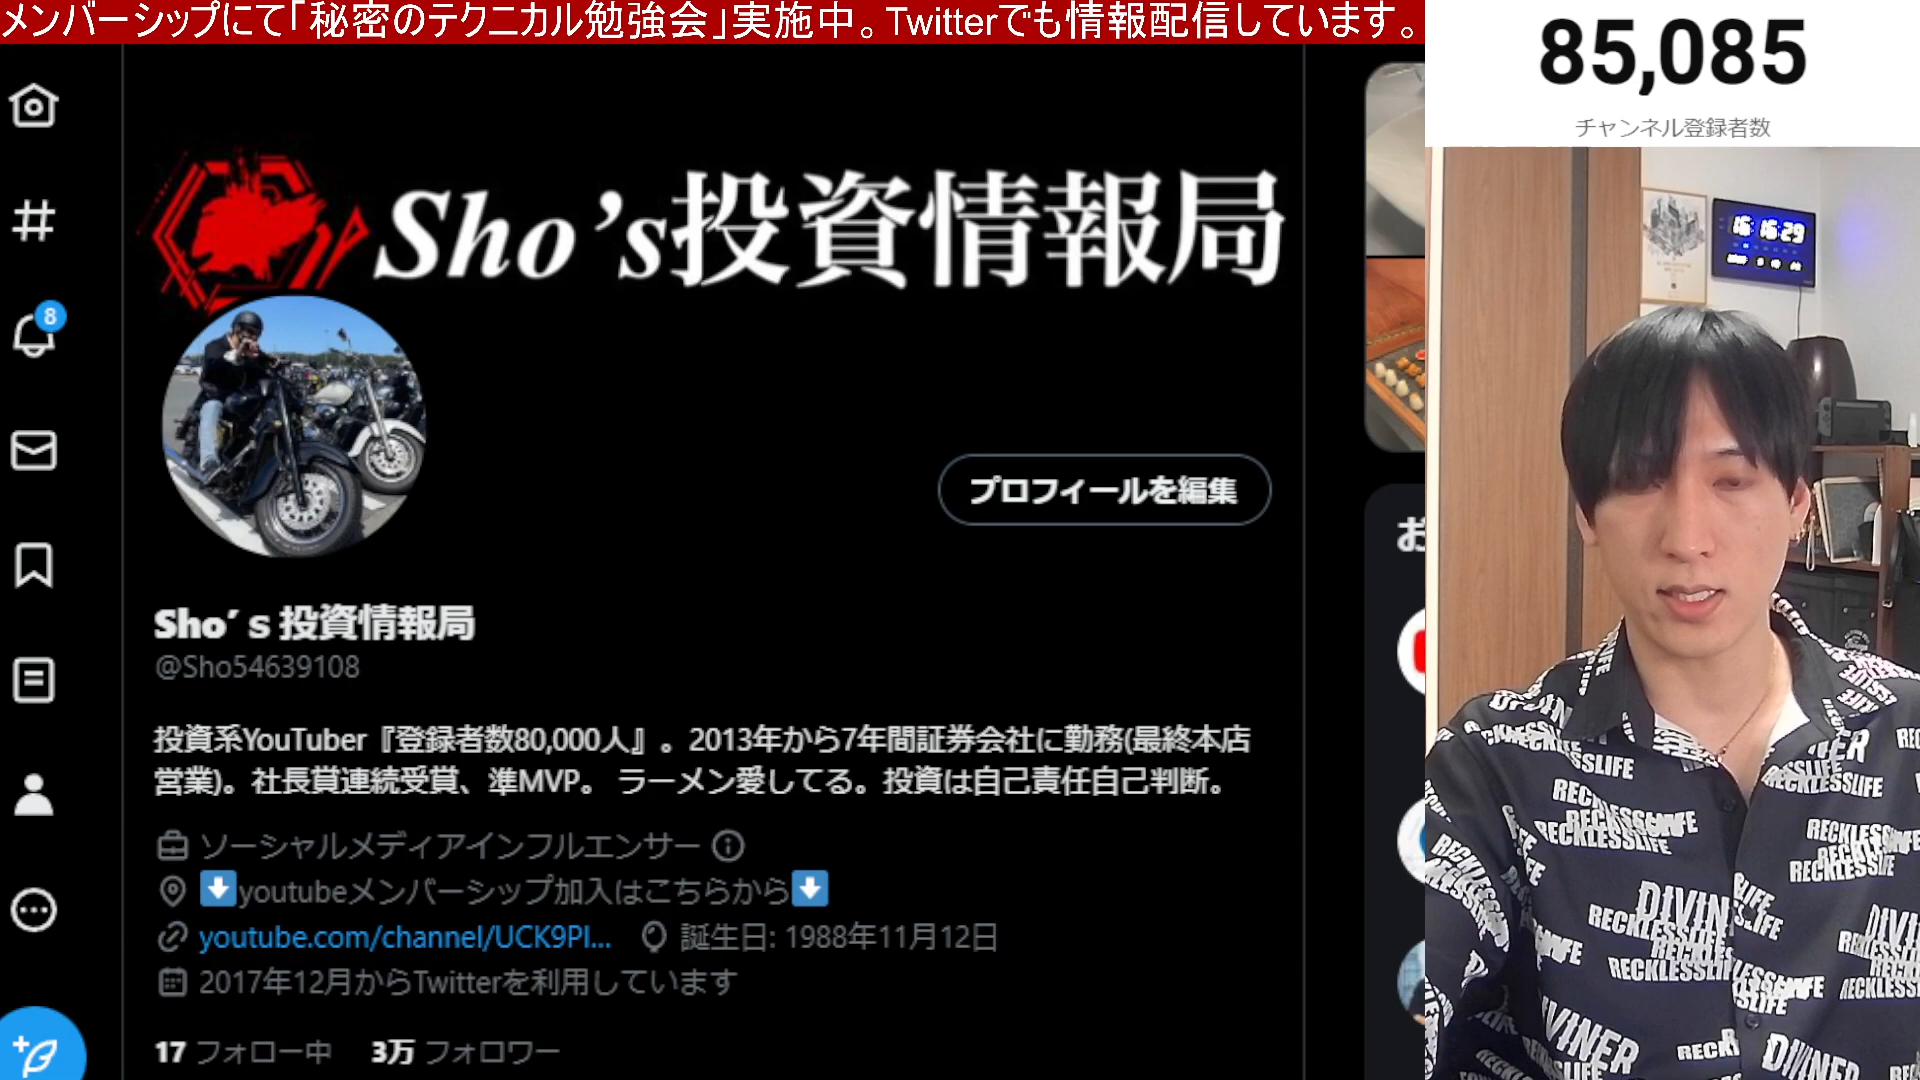 メンバーシップにて「秘密のテクニカル勉強会」実施中。Twitterでも情報配信しています。
85,085
チャンネル登録者数
Sho's投資情報局
16:16:29
8
プロフィールを編集
お
Sho′ｓ投資情報局
@Sho54639108
投資系YouTuber『登録者数80,000人』。2013年から7年間証券会社に勤務(最終本店
営業)。社長賞連続受賞、準MVP。 ラーメン愛してる。投資は自己責任自己判断。
ソーシャルメディアインフルエンサー
⬇youtubeメンバーシップ加入はこちらから⬇
youtube.com/channel/UCK9PI...
誕生日: 1988年11月12日
2017年12月からTwitterを利用しています
17 フォロー中 3万 フォロワー
RECKLESSLIFE
RECKLESSLIFE
DIVINER
DIVINER